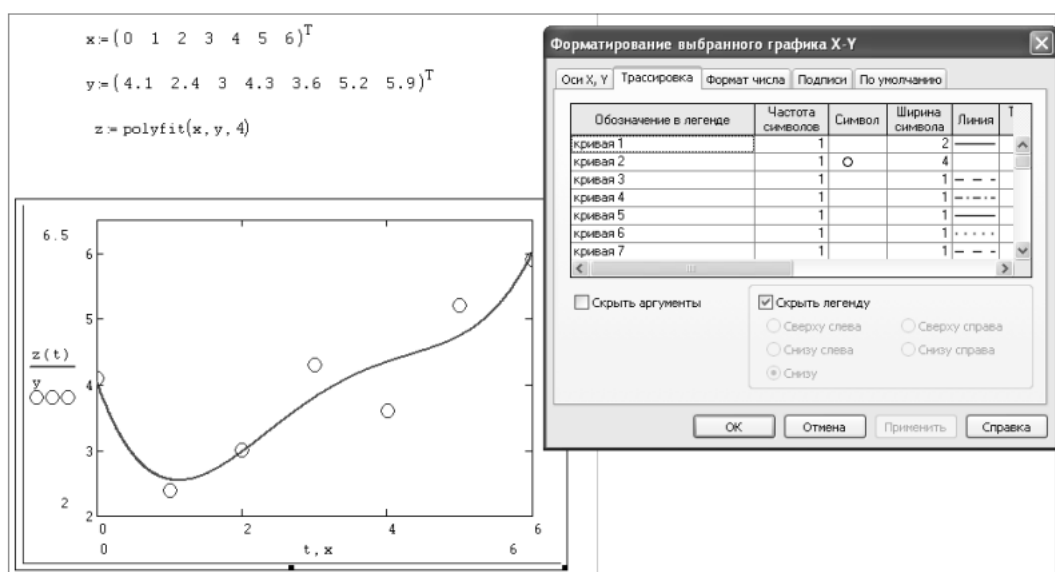 x:=(0 1 2 3 4 5 6)T
y:=(4.1 2.4 3 4.3 3.6 5.2 5.9)T
z:=polyfit(x,y,4)
6.5
6
5
z(t)
y
4
3
2
2
0 2 4 6
0 t,x 6
Форматирование выбранного графика X-Y
Оси X, Y Трассировка Формат числа Подписи По умолчанию
Обозначение в легенде Частота символов Символ Ширина символа Линия Т
кривая 1 1 2
кривая 2 1 4
кривая 3 1 1
кривая 4 1 1
кривая 5 1 1
кривая 6 1 1
кривая 7 1 1
Скрыть аргументы Скрыть легенду
Сверху слева Сверху справа
Снизу слева Снизу справа
Снизу
ОК Отмена Применить Справка